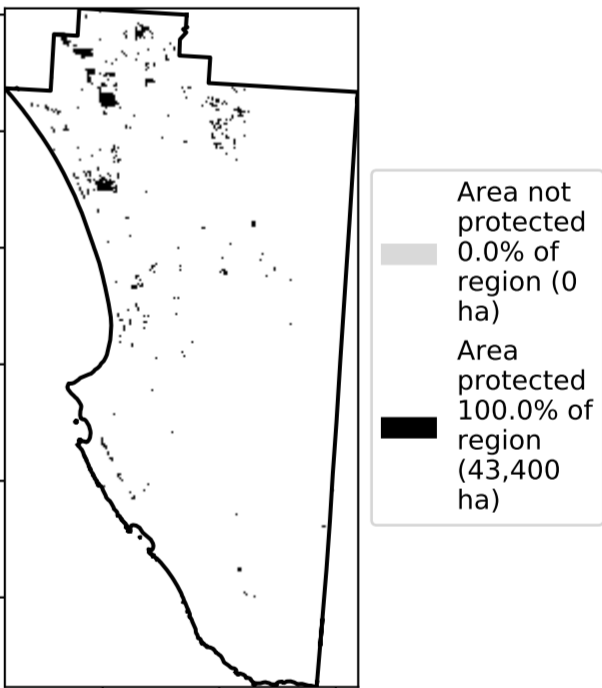 Area not
protected
0.0% of
region (0
ha)
Area
protected
100.0% of
region
(43,400
ha)